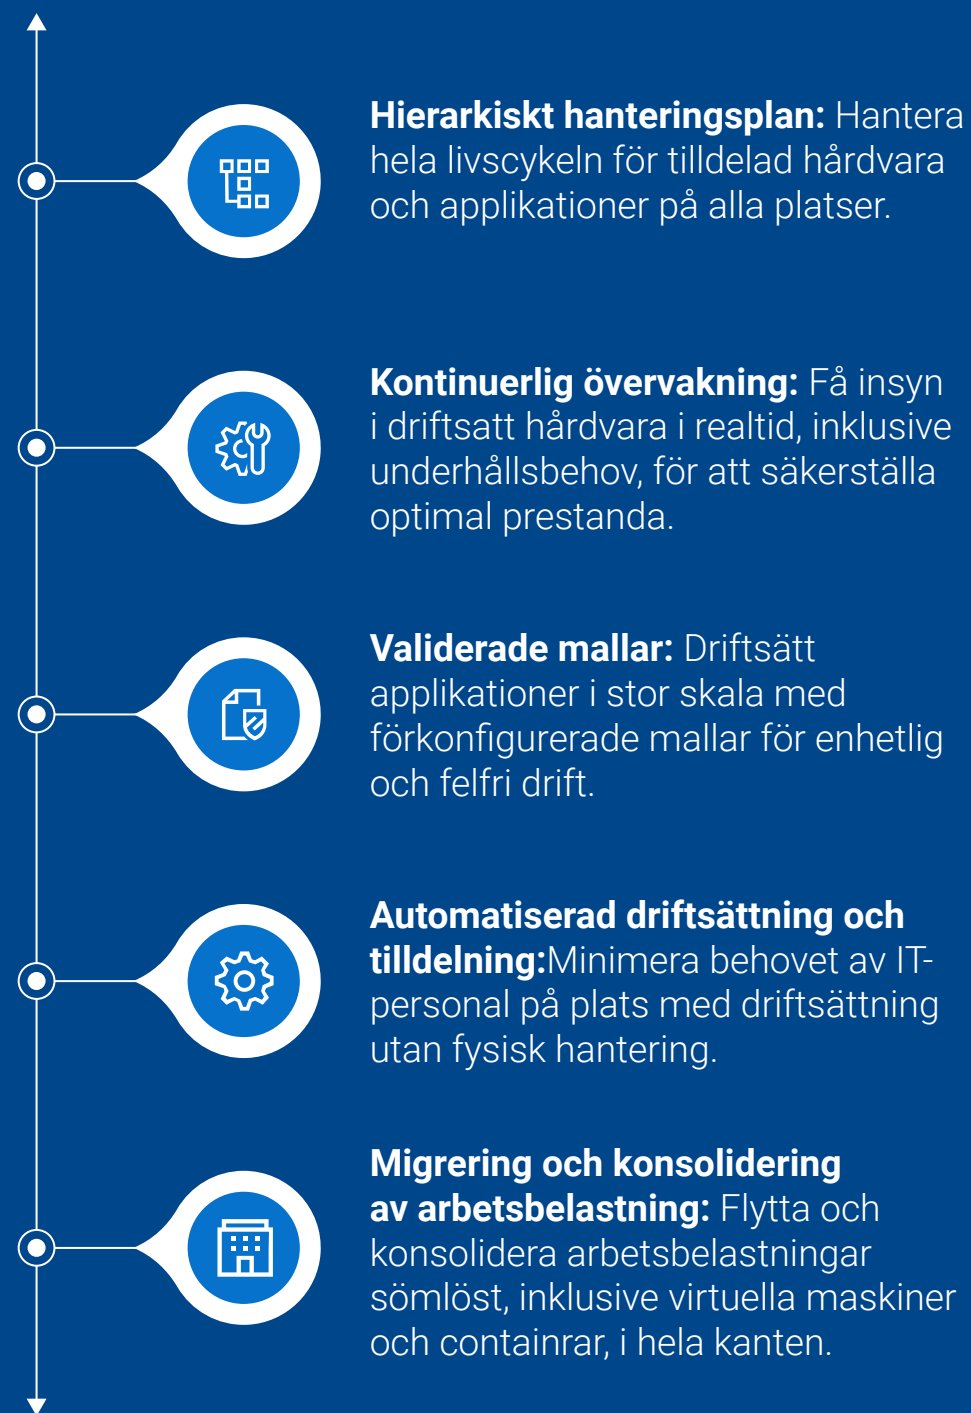 Hierarkiskt hanteringsplan: Hantera
hela livscykeln för tilldelad hårdvara
och applikationer på alla platser.
Kontinuerlig övervakning: Få insyn
i driftsatt hårdvara i realtid, inklusive
underhållsbehov, för att säkerställa
optimal prestanda.
Validerade mallar: Driftsätt
applikationer i stor skala med
förkonfigurerade mallar för enhetlig
och felfri drift.
Automatiserad driftsättning och
tilldelning:Minimera behovet av IT-
personal på plats med driftsättning
utan fysisk hantering.
Migrering och konsolidering
av arbetsbelastning: Flytta och
konsolidera arbetsbelastningar
sömlöst, inklusive virtuella maskiner
och containrar, i hela kanten.